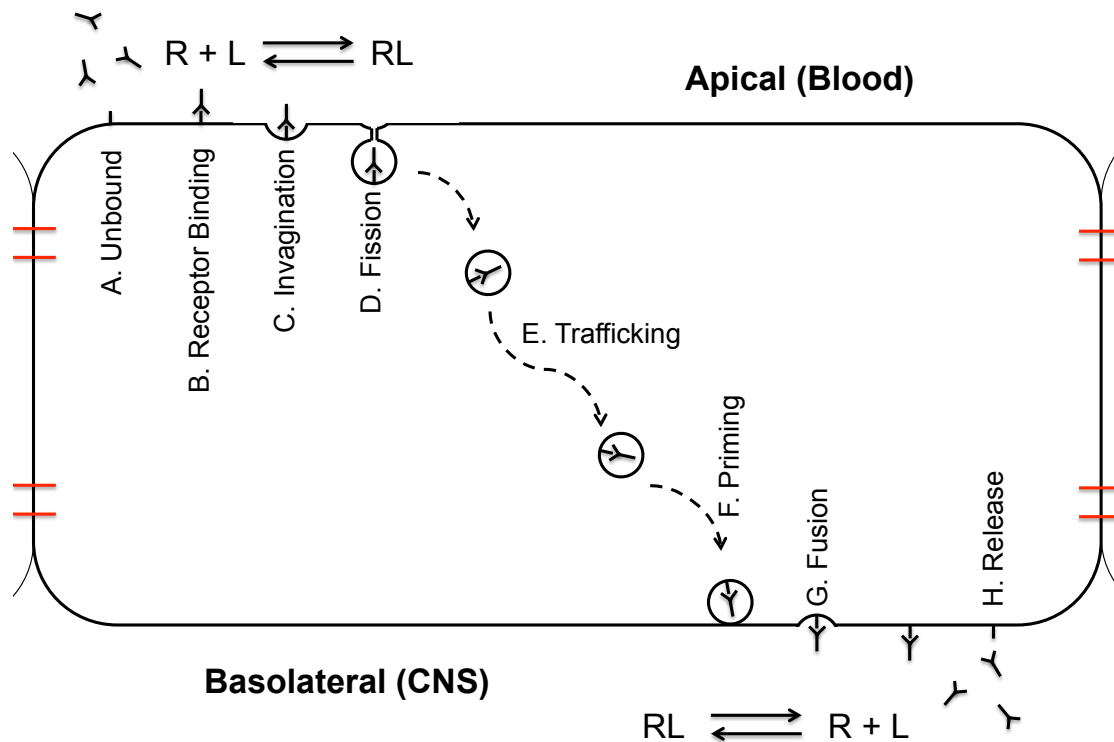 R + L ⇌ RL
Apical (Blood)
A. Unbound
B. Receptor Binding
C. Invagination
D. Fission
E. Trafficking
F. Priming
G. Fusion
H. Release
Basolateral (CNS)
RL ⇌ R + L